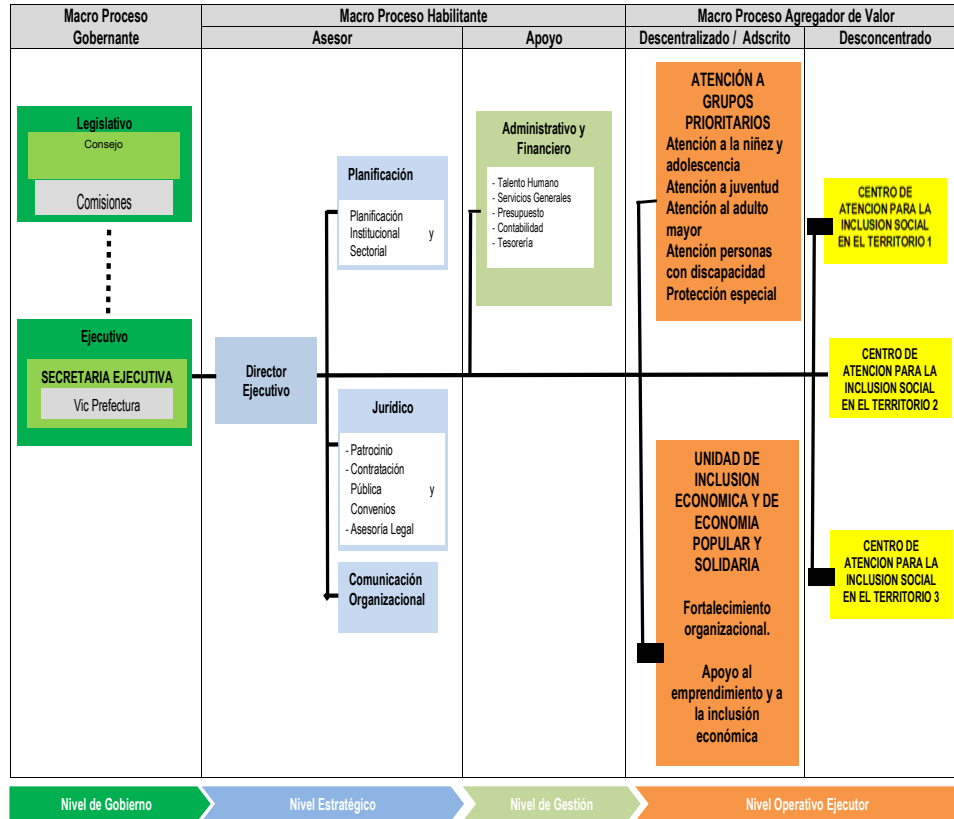 Macro Proceso
Gobernante
Macro Proceso Habilitante
Macro Proceso Agregador de Valor
Asesor
Apoyo
Descentralizado / Adscrito
Desconcentrado
Legislativo
Consejo
Comisiones
Ejecutivo
SECRETARIA EJECUTIVA
Vic Prefectura
Director
Ejecutivo
Planificación
Planificación
Institucional y
Sectorial
Jurídico
- Patrocinio
- Contratación
Pública y
Convenios
- Asesoría Legal
Comunicación
Organizacional
Administrativo y
Financiero
- Talento Humano
- Servicios Generales
- Presupuesto
- Contabilidad
- Tesorería
ATENCIÓN A
GRUPOS
PRIORITARIOS
Atención a la niñez y
adolescencia
Atención a juventud
Atención al adulto
mayor
Atención personas
con discapacidad
Protección especial
UNIDAD DE
INCLUSION
ECONOMICA Y DE
ECONOMIA
POPULAR Y
SOLIDARIA
Fortalecimiento
organizacional.
Apoyo al
emprendimiento y a
la inclusión
económica
CENTRO DE
ATENCION PARA LA
INCLUSION SOCIAL
EN EL TERRITORIO 1
CENTRO DE
ATENCION PARA LA
INCLUSION SOCIAL
EN EL TERRITORIO 2
CENTRO DE
ATENCION PARA LA
INCLUSION SOCIAL
EN EL TERRITORIO 3
Nivel de Gobierno
Nivel Estratégico
Nivel de Gestión
Nivel Operativo Ejecutor